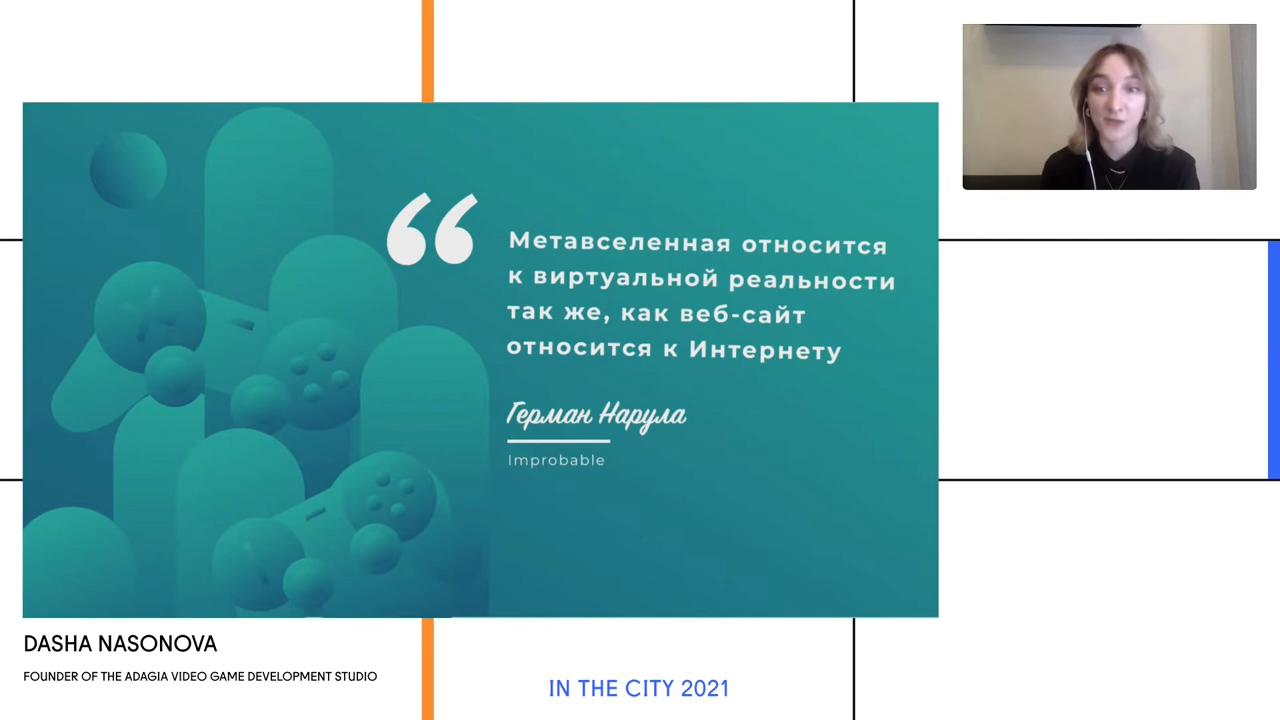 Метавселенная относится
к виртуальной реальности
так же, как веб-сайт
относится к Интернету
Герман Нарула
Improbable
DASHA NASONOVA
FOUNDER OF THE ADAGIA VIDEO GAME DEVELOPMENT STUDIO
IN THE CITY 2021